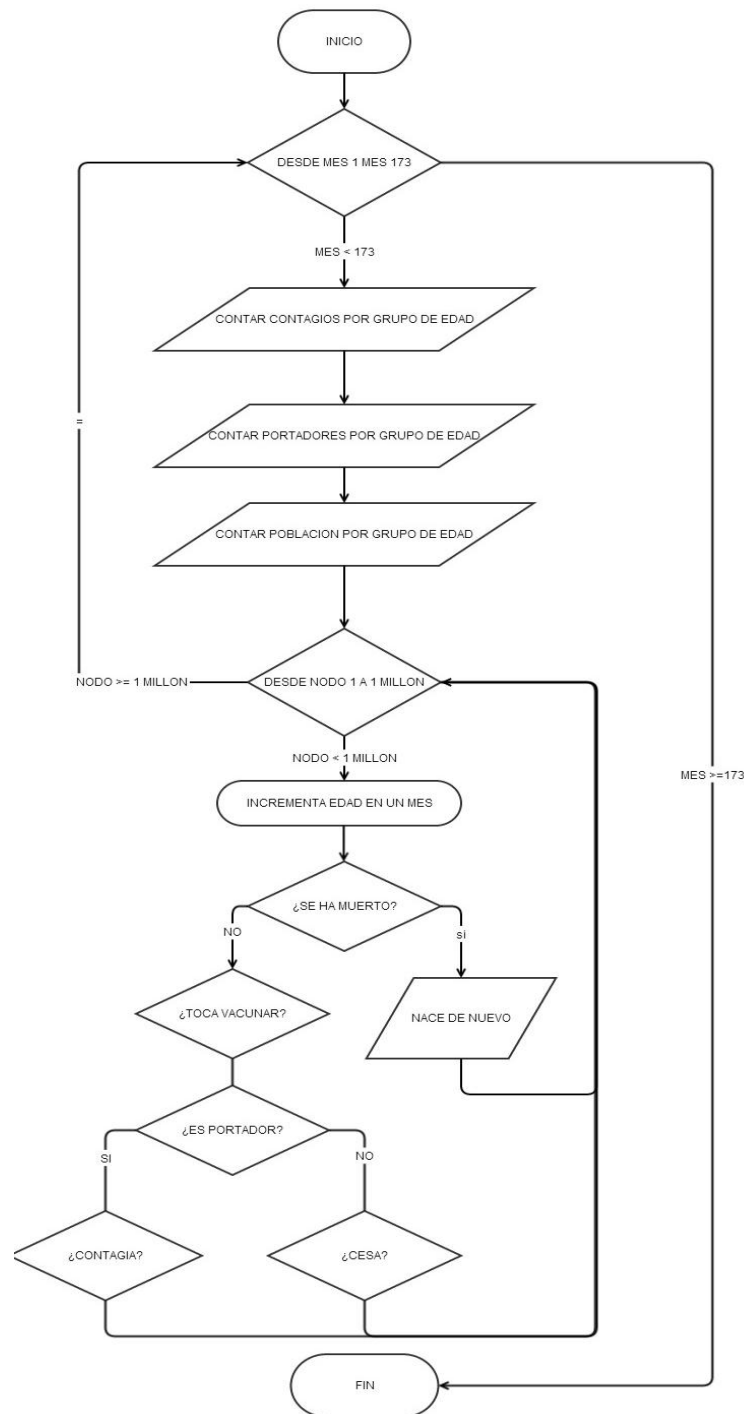 INICIO
DESDE MES 1 MES 173
MES < 173
CONTAR CONTAGIOS POR GRUPO DE EDAD
CONTAR PORTADORES POR GRUPO DE EDAD
=
CONTAR POBLACION POR GRUPO DE EDAD
NODO >= 1 MILLON
DESDE NODO 1 A 1 MILLON
NODO < 1 MILLON
MES >=173
INCREMENTA EDAD EN UN MES
¿SE HA MUERTO?
NO
si
¿TOCA VACUNAR?
NACE DE NUEVO
¿ES PORTADOR?
SI
NO
¿CONTAGIA?
¿CESA?
FIN